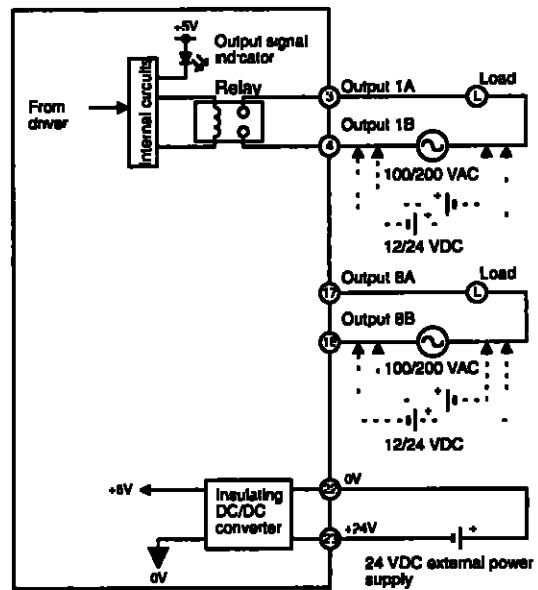 +5V
Output signal
indicator
Internal circuits
From
driver
Relay
3
Output 1A
Load
L
4
Output 1B
100/200 VAC
+
+
12/24 VDC
17
Output 8A
Load
L
18
Output 8B
100/200 VAC
+
+
12/24 VDC
+5V
Insulating
DC/DC
converter
22
0V
21
+24V
+
0V
24 VDC external power
supply